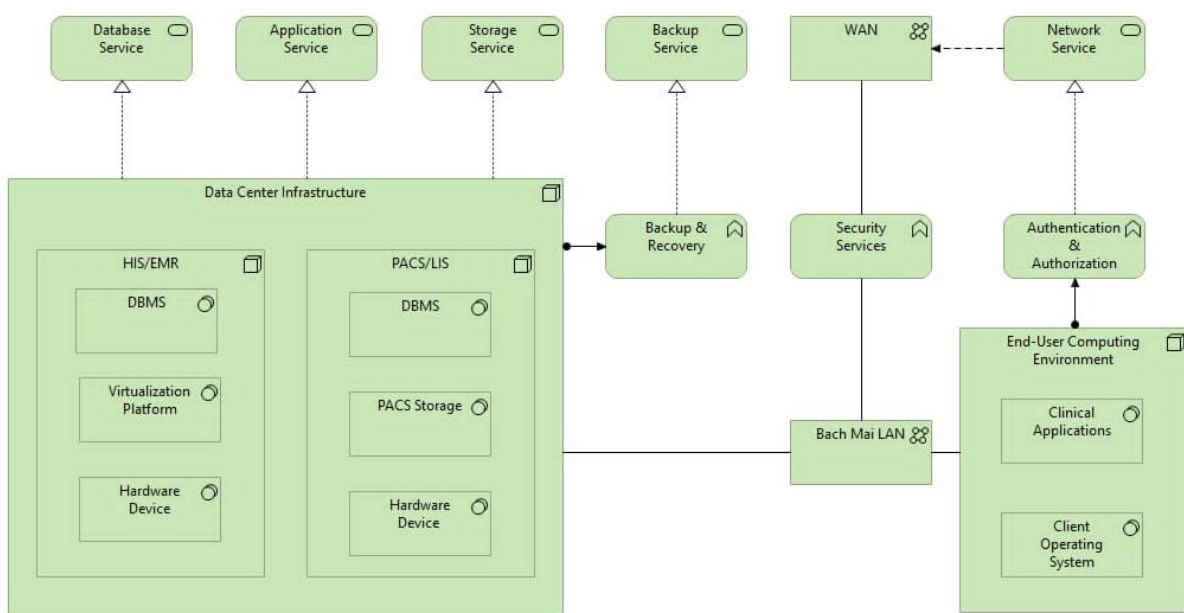 Database
Service
Application
Service
Storage
Service
Backup
Service
WAN
Network
Service
Data Center Infrastructure
Backup &
Recovery
Security
Services
Authentication
&
Authorization
HIS/EMR
DBMS
Virtualization
Platform
Hardware
Device
PACS/LIS
DBMS
PACS Storage
Hardware
Device
Bach Mai LAN
End-User Computing
Environment
Clinical
Applications
Client
Operating
System